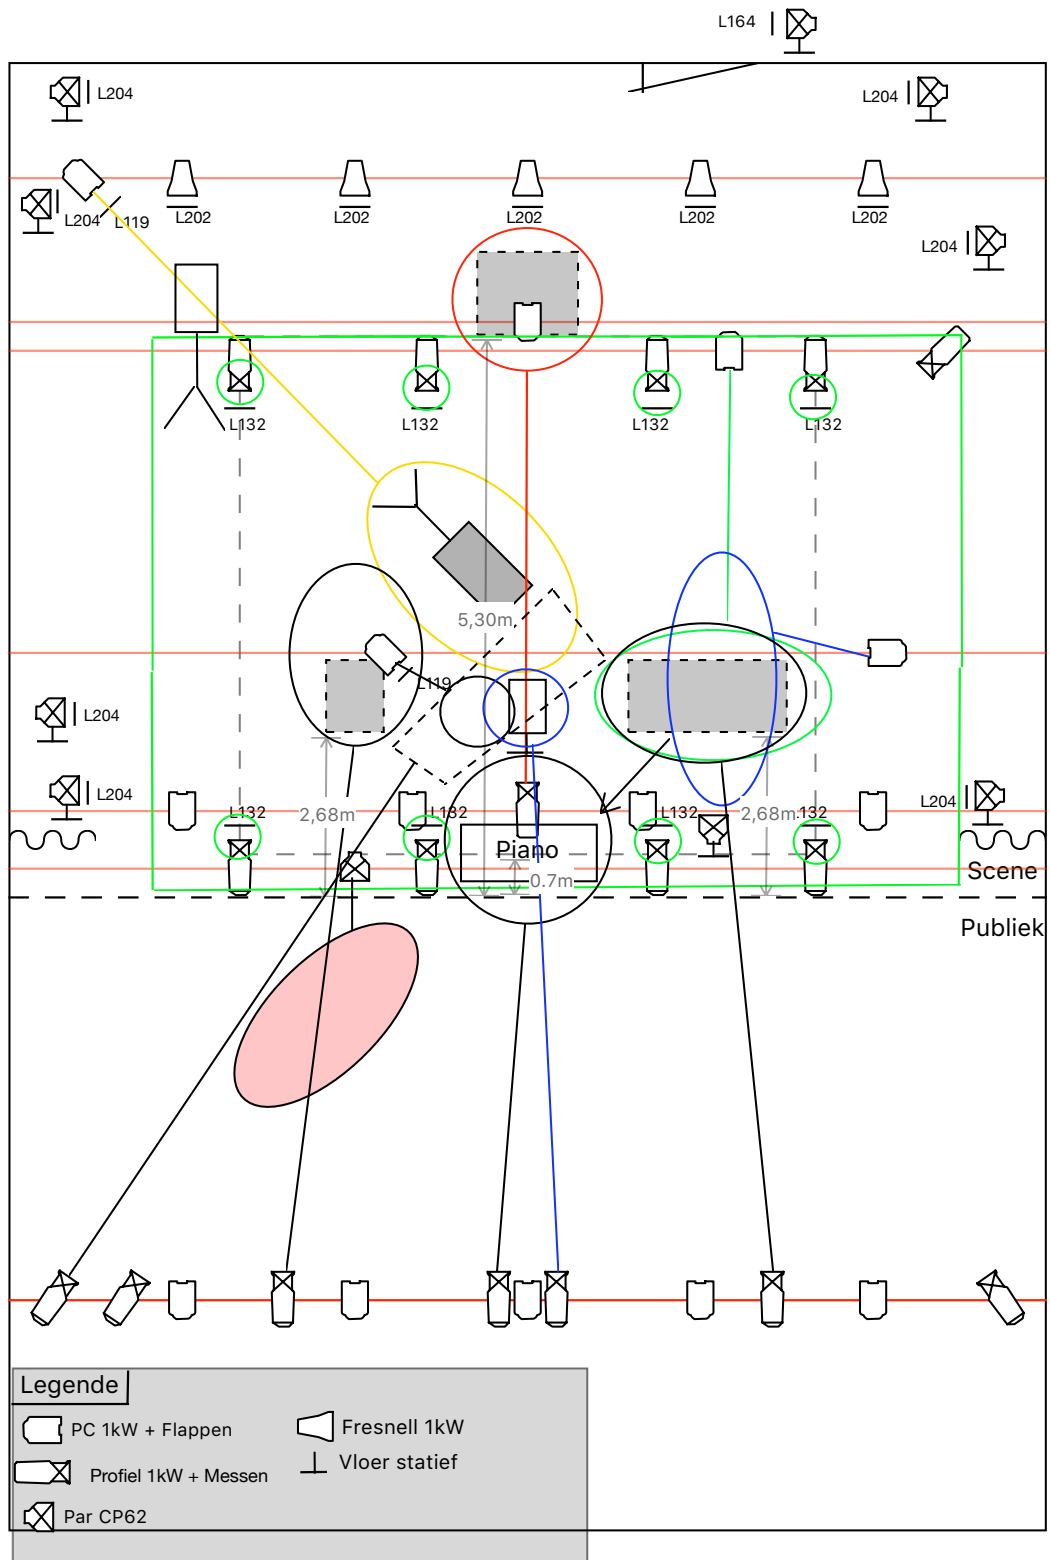 L164
L204
L204
L204
L119
L202
L202
L202
L202
L202
L204
L132
L132
L132
L132
5,30m
L119
L204
L204
L132
2,68m
L132
L132
2,68m
132
L204
Piano
0.7m
Scene
Publiek
Legende
PC 1kW + Flappen
Fresnell 1kW
Profiel 1kW + Messen
Vloer statief
Par CP62